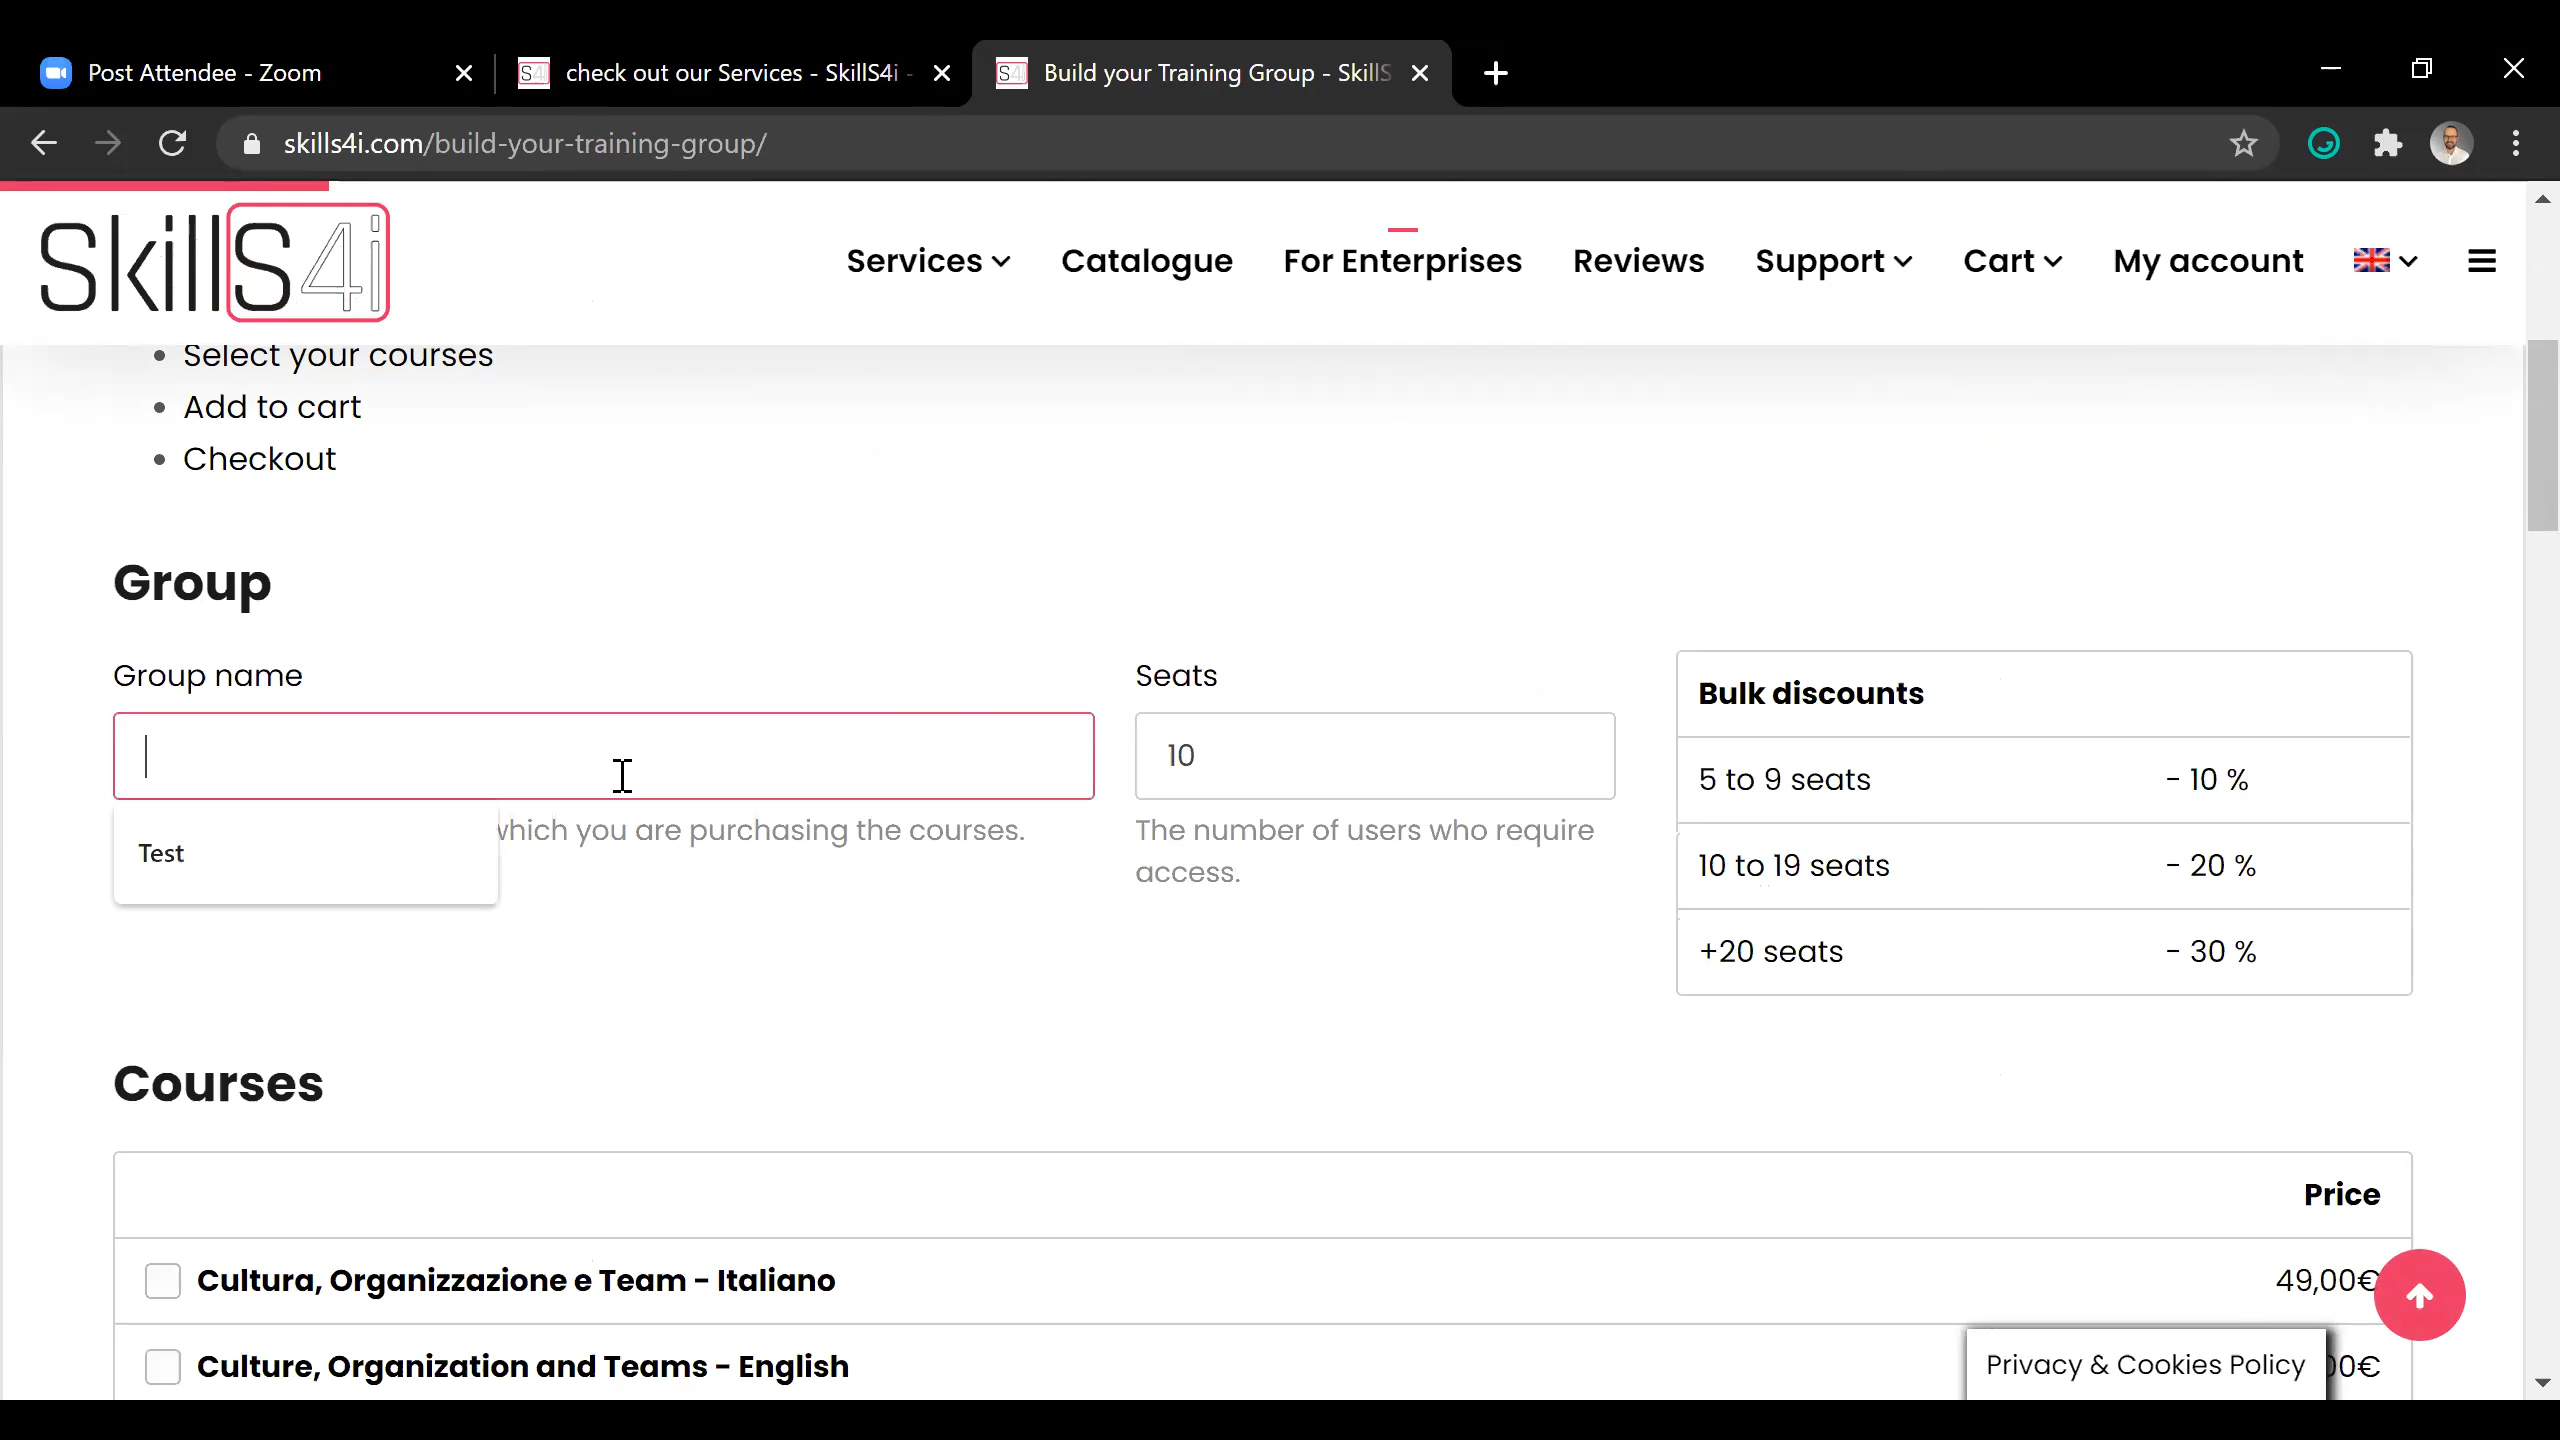 Post Attendee - Zoom
check out our Services - SkillS4i -
Build your Training Group - SkillS
skills4i.com/build-your-training-group/
SkillS4i
Services
Catalogue
For Enterprises
Reviews
Support
Cart
My account
• Select your courses
• Add to cart
• Checkout
Group
Group name
Seats
10
Test
which you are purchasing the courses.
The number of users who require
access.
Bulk discounts
5 to 9 seats - 10 %
10 to 19 seats - 20 %
+20 seats - 30 %
Courses
Price
Cultura, Organizzazione e Team - Italiano 49,00€
Culture, Organization and Teams - English
Privacy & Cookies Policy